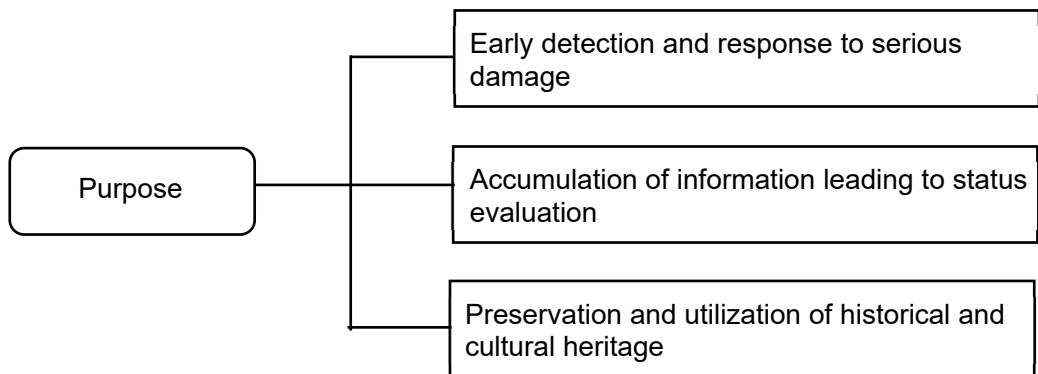 Early detection and response to serious
damage
Purpose
Accumulation of information leading to status
evaluation
Preservation and utilization of historical and
cultural heritage